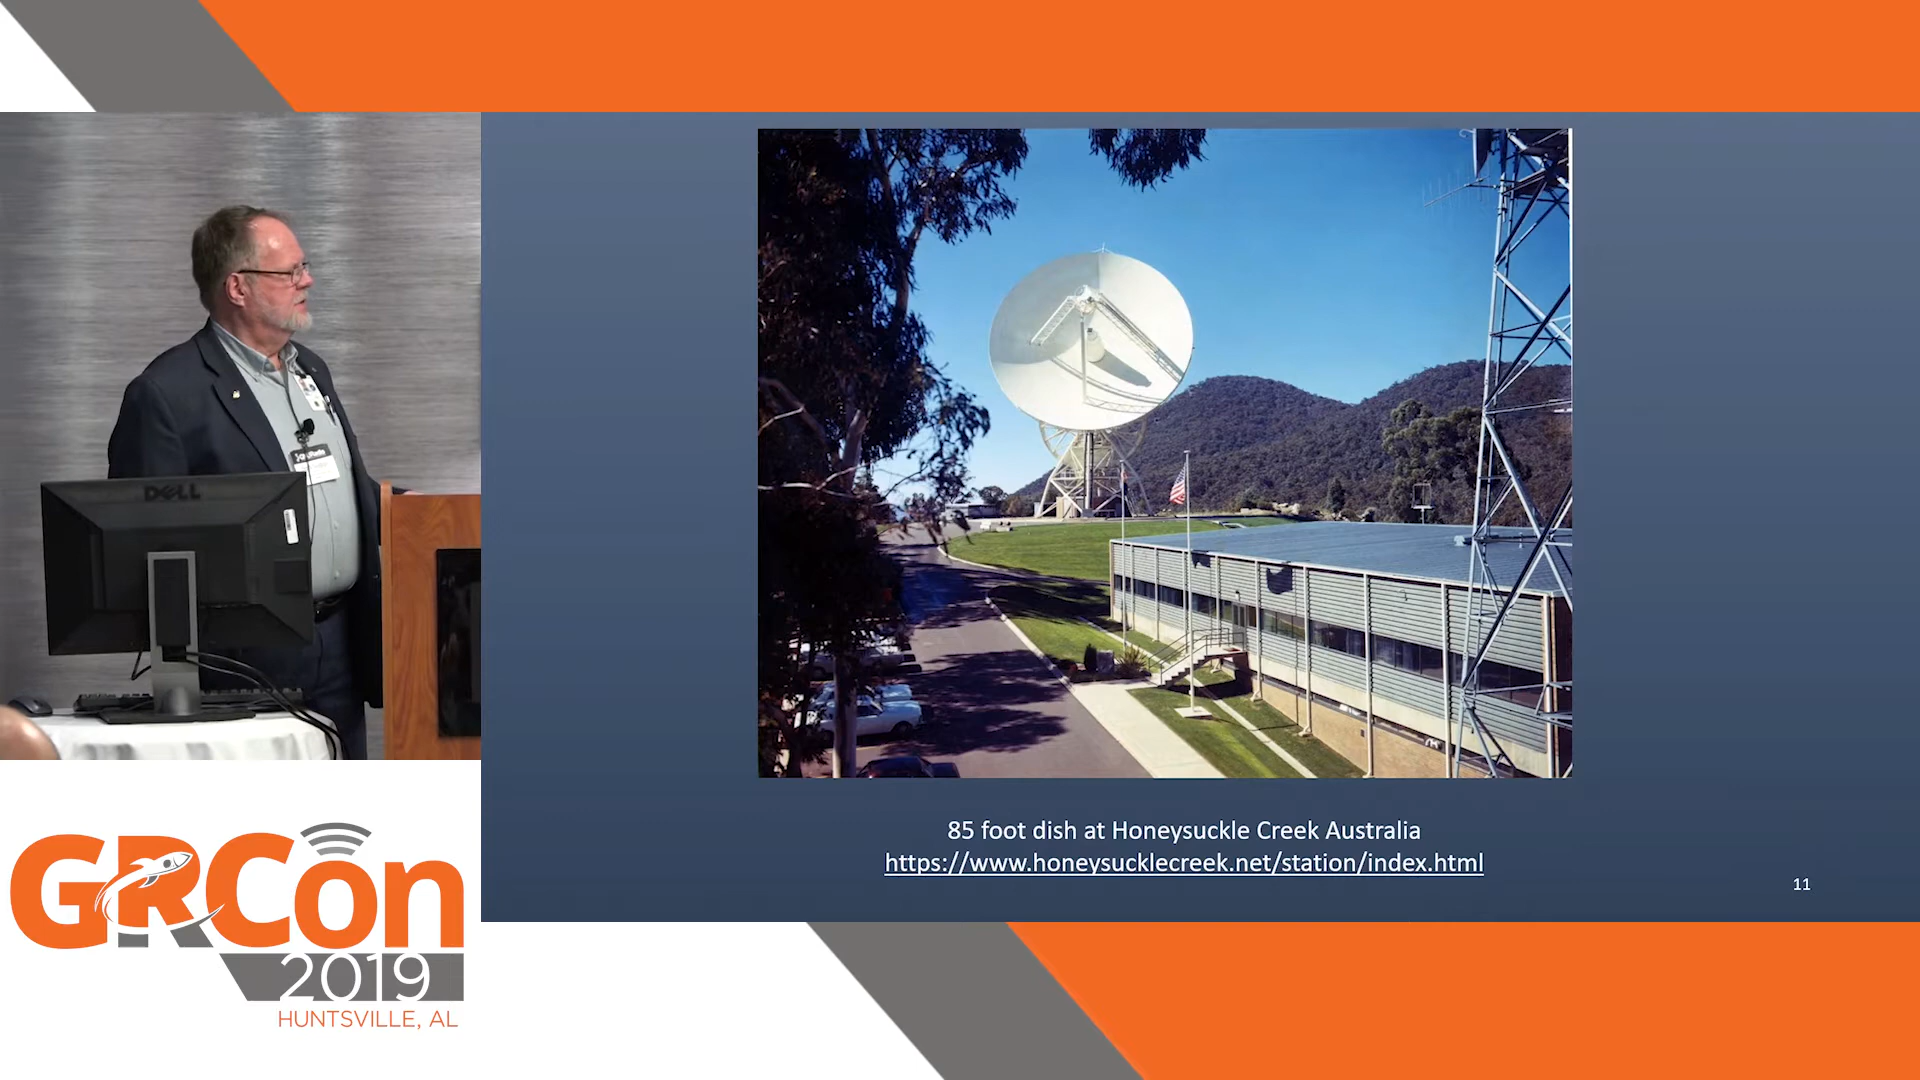 DELL
85 foot dish at Honeysuckle Creek Australia
https://www.honeysucklecreek.net/station/index.html
11
GRCon
2019
HUNTSVILLE, AL